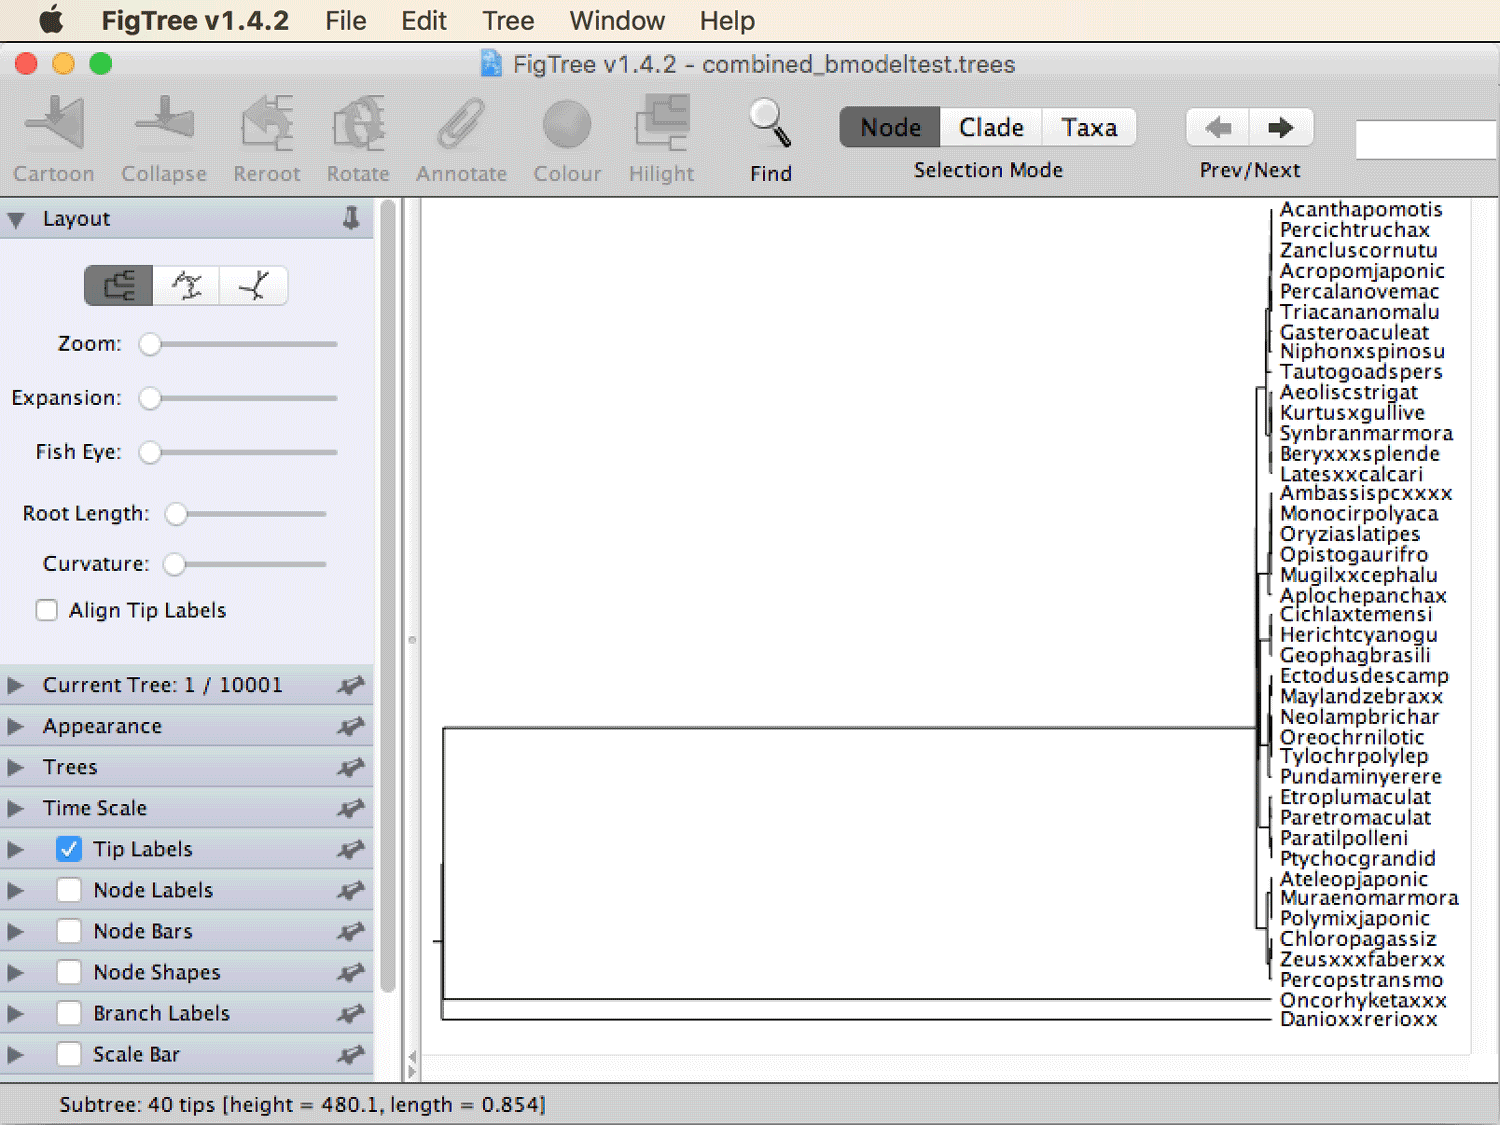 FigTree v1.4.2 File Edit Tree Window Help
FigTree v1.4.2 - combined_bmodeltest.trees
Node Clade Taxa
Cartoon Collapse Reroot Rotate Annotate Colour Hilight Find Selection Mode Prev/Next
Layout
Zoom:
Expansion:
Fish Eye:
Root Length:
Curvature:
Align Tip Labels
Current Tree: 1 / 10001
Appearance
Trees
Time Scale
Tip Labels
Node Labels
Node Bars
Node Shapes
Branch Labels
Scale Bar
Acanthapomotis
Percichtruchax
Zancluscornutu
Acropomjaponic
Percalanovemac
Triacananomalu
Gasteroaculeat
Niphonxspinosu
Tautogoadspers
Aeoliscstrigat
Kurtusxgullive
Synbranmarmora
Beryxxxsplende
Latesxxcalcari
Ambassispcxxxx
Monocirpolyaca
Oryziaslatipes
Opistogaurifro
Mugilxxcephalu
Aplochepanchax
Cichlaxtemensi
Herichtcyanogu
Geophagbrasili
Ectodusdescamp
Maylandzebraxx
Neolampbrichar
Oreochrnilotic
Tylochrpolylep
Pundaminyerere
Etroplumaculat
Paretromaculat
Paratilpolleni
Ptychocgrandid
Ateleopjaponic
Muraenomarmora
Polymixjaponic
Chloropagassiz
Zeusxxxfaberxx
Percopstransmo
Oncorhyketaxxx
Danioxxrerioxx
Subtree: 40 tips [height = 480.1, length = 0.854]